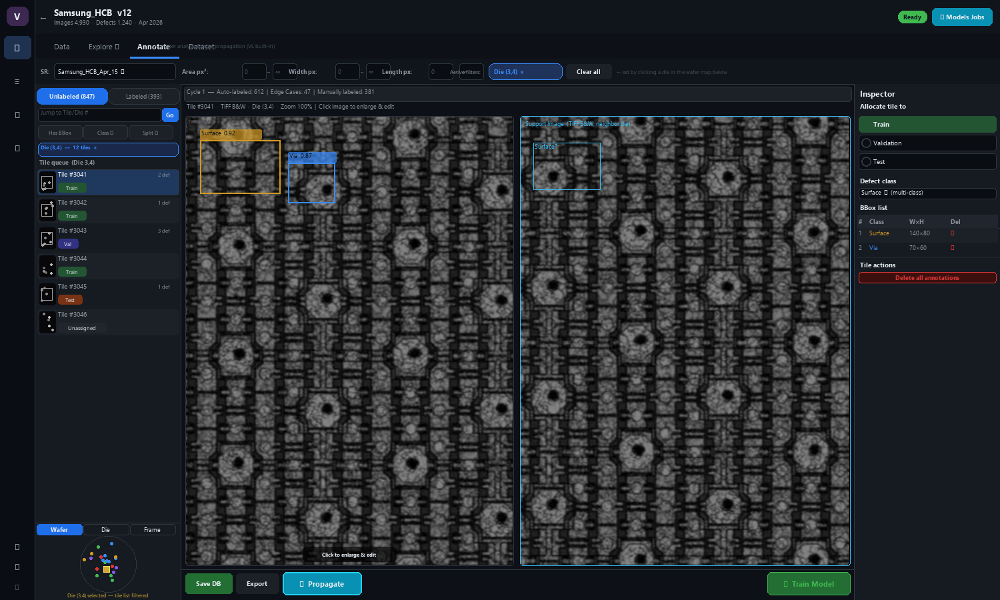 V
←
Samsung_HCB v12
Images 4,930 · Defects 1,240 · Apr 2026
Ready
Models Jobs
Data
Explore
Annotate
Dataset
propagation (VL built-in)
SR:
Samsung_HCB_Apr_15
Area px²:
0
–
∞
Width px:
0
–
∞
Length px:
0
Active filters:
Die (3,4) ×
Clear all
← set by clicking a die in the wafer map below
Unlabeled (847)
Labeled (393)
Jump to Tile/Die #
Go
Has BBox
Class
Split
Die (3,4) — 12 tiles ×
Tile queue (Die 3,4)
Tile #3041
2 def
Train
Tile #3042
1 def
Train
Tile #3043
3 def
Val
Tile #3044
Train
Tile #3045
1 def
Test
Tile #3046
Unassigned
Wafer
Die
Frame
Die (3,4) selected — tile list filtered
Cycle 1 — Auto-labeled: 612 | Edge Cases: 47 | Manually labeled: 381
Tile #3041 · TIFF B&W · Die (3,4) · Zoom 100% | Click image to enlarge & edit
Surface 0.92
Via 0.87
Click to enlarge & edit
Support image (TIFF B&W, neighbor die)
Surface
Save DB
Export
Propagate
Train Model
Inspector
Allocate tile to
Train
Validation
Test
Defect class
Surface (multi-class)
BBox list
# Class W×H Del
1 Surface 140×80
2 Via 70×60
Tile actions
Delete all annotations